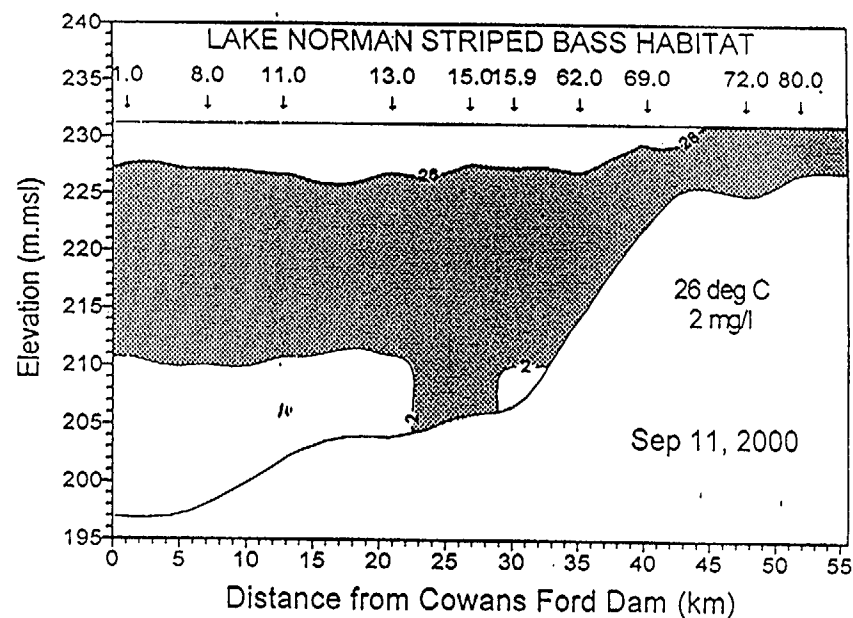 LAKE NORMAN STRIPED BASS HABITAT
1.0 8.0 11.0 13.0 15.0 15.9 62.0 69.0 72.0 80.0
240
235
230
225
220
215
210
205
200
195
Elevation (m.msl)
26
2
2
26 deg C
2 mg/l
Sep 11, 2000
0 5 10 15 20 25 30 35 40 45 50 55
Distance from Cowans Ford Dam (km)